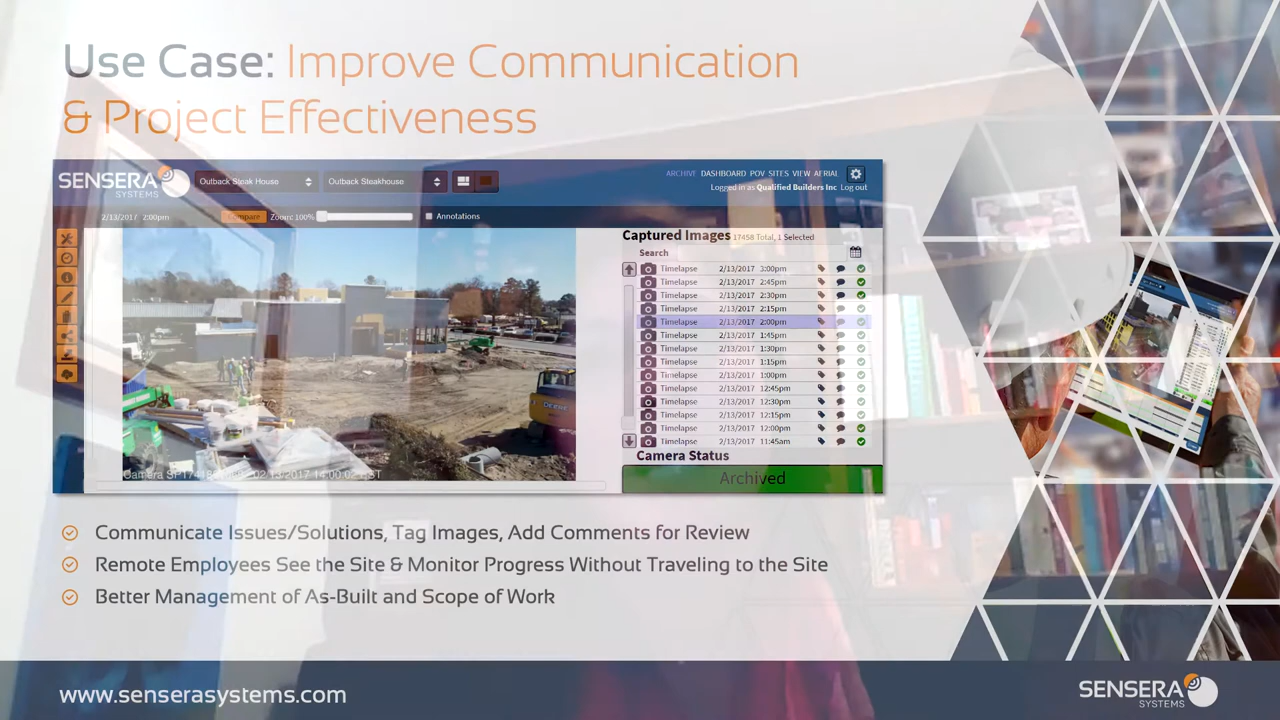 Use Case: Improve Communication
& Project Effectiveness
SENSERA
SYSTEMS
Outback Steak House
Outback Steakhouse
ARCHIVE DASHBOARD POV SITES VIEW AERIAL
Logged in as Qualified Builders Inc Log out
2/13/2017 2:00pm
Compare
Zoom: 100%
Annotations
Captured Images 17458 Total, 1 Selected
Search
Timelapse 2/13/2017 3:00pm
Timelapse 2/13/2017 2:45pm
Timelapse 2/13/2017 2:30pm
Timelapse 2/13/2017 2:15pm
Timelapse 2/13/2017 2:00pm
Timelapse 2/13/2017 1:45pm
Timelapse 2/13/2017 1:30pm
Timelapse 2/13/2017 1:15pm
Timelapse 2/13/2017 1:00pm
Timelapse 2/13/2017 12:45pm
Timelapse 2/13/2017 12:30pm
Timelapse 2/13/2017 12:15pm
Timelapse 2/13/2017 12:00pm
Timelapse 2/13/2017 11:45am
DEERE
Camera Status
Archived
Communicate Issues/Solutions, Tag Images, Add Comments for Review
Remote Employees See the Site & Monitor Progress Without Traveling to the Site
Better Management of As-Built and Scope of Work
www.senserasystems.com
SENSERA
SYSTEMS